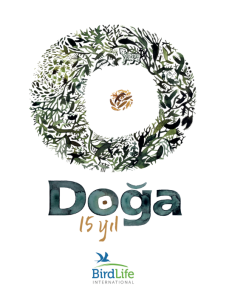 Doğa
15 yıl
BirdLife
INTERNATIONAL